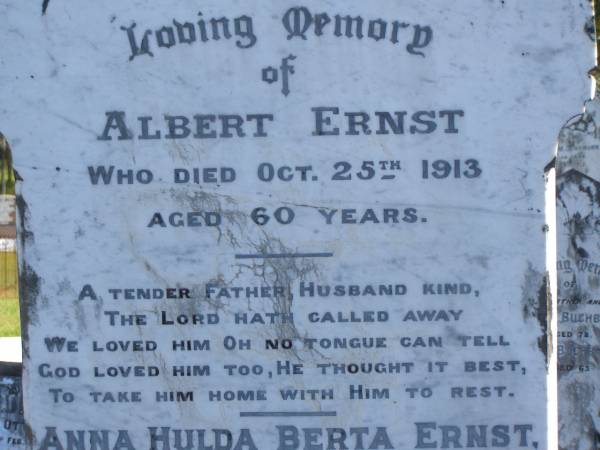 Loving Memory
of
ALBERT ERNST
WHO DIED OCT. 25TH 1913
AGED 60 YEARS.
A TENDER FATHER, HUSBAND KIND,
THE LORD HATH CALLED AWAY
WE LOVED HIM OH NO TONGUE CAN TELL
GOD LOVED HIM TOO, HE THOUGHT IT BEST,
TO TAKE HIM HOME WITH HIM TO REST.
ANNA HULDA BERTA ERNST,
Memory
OF